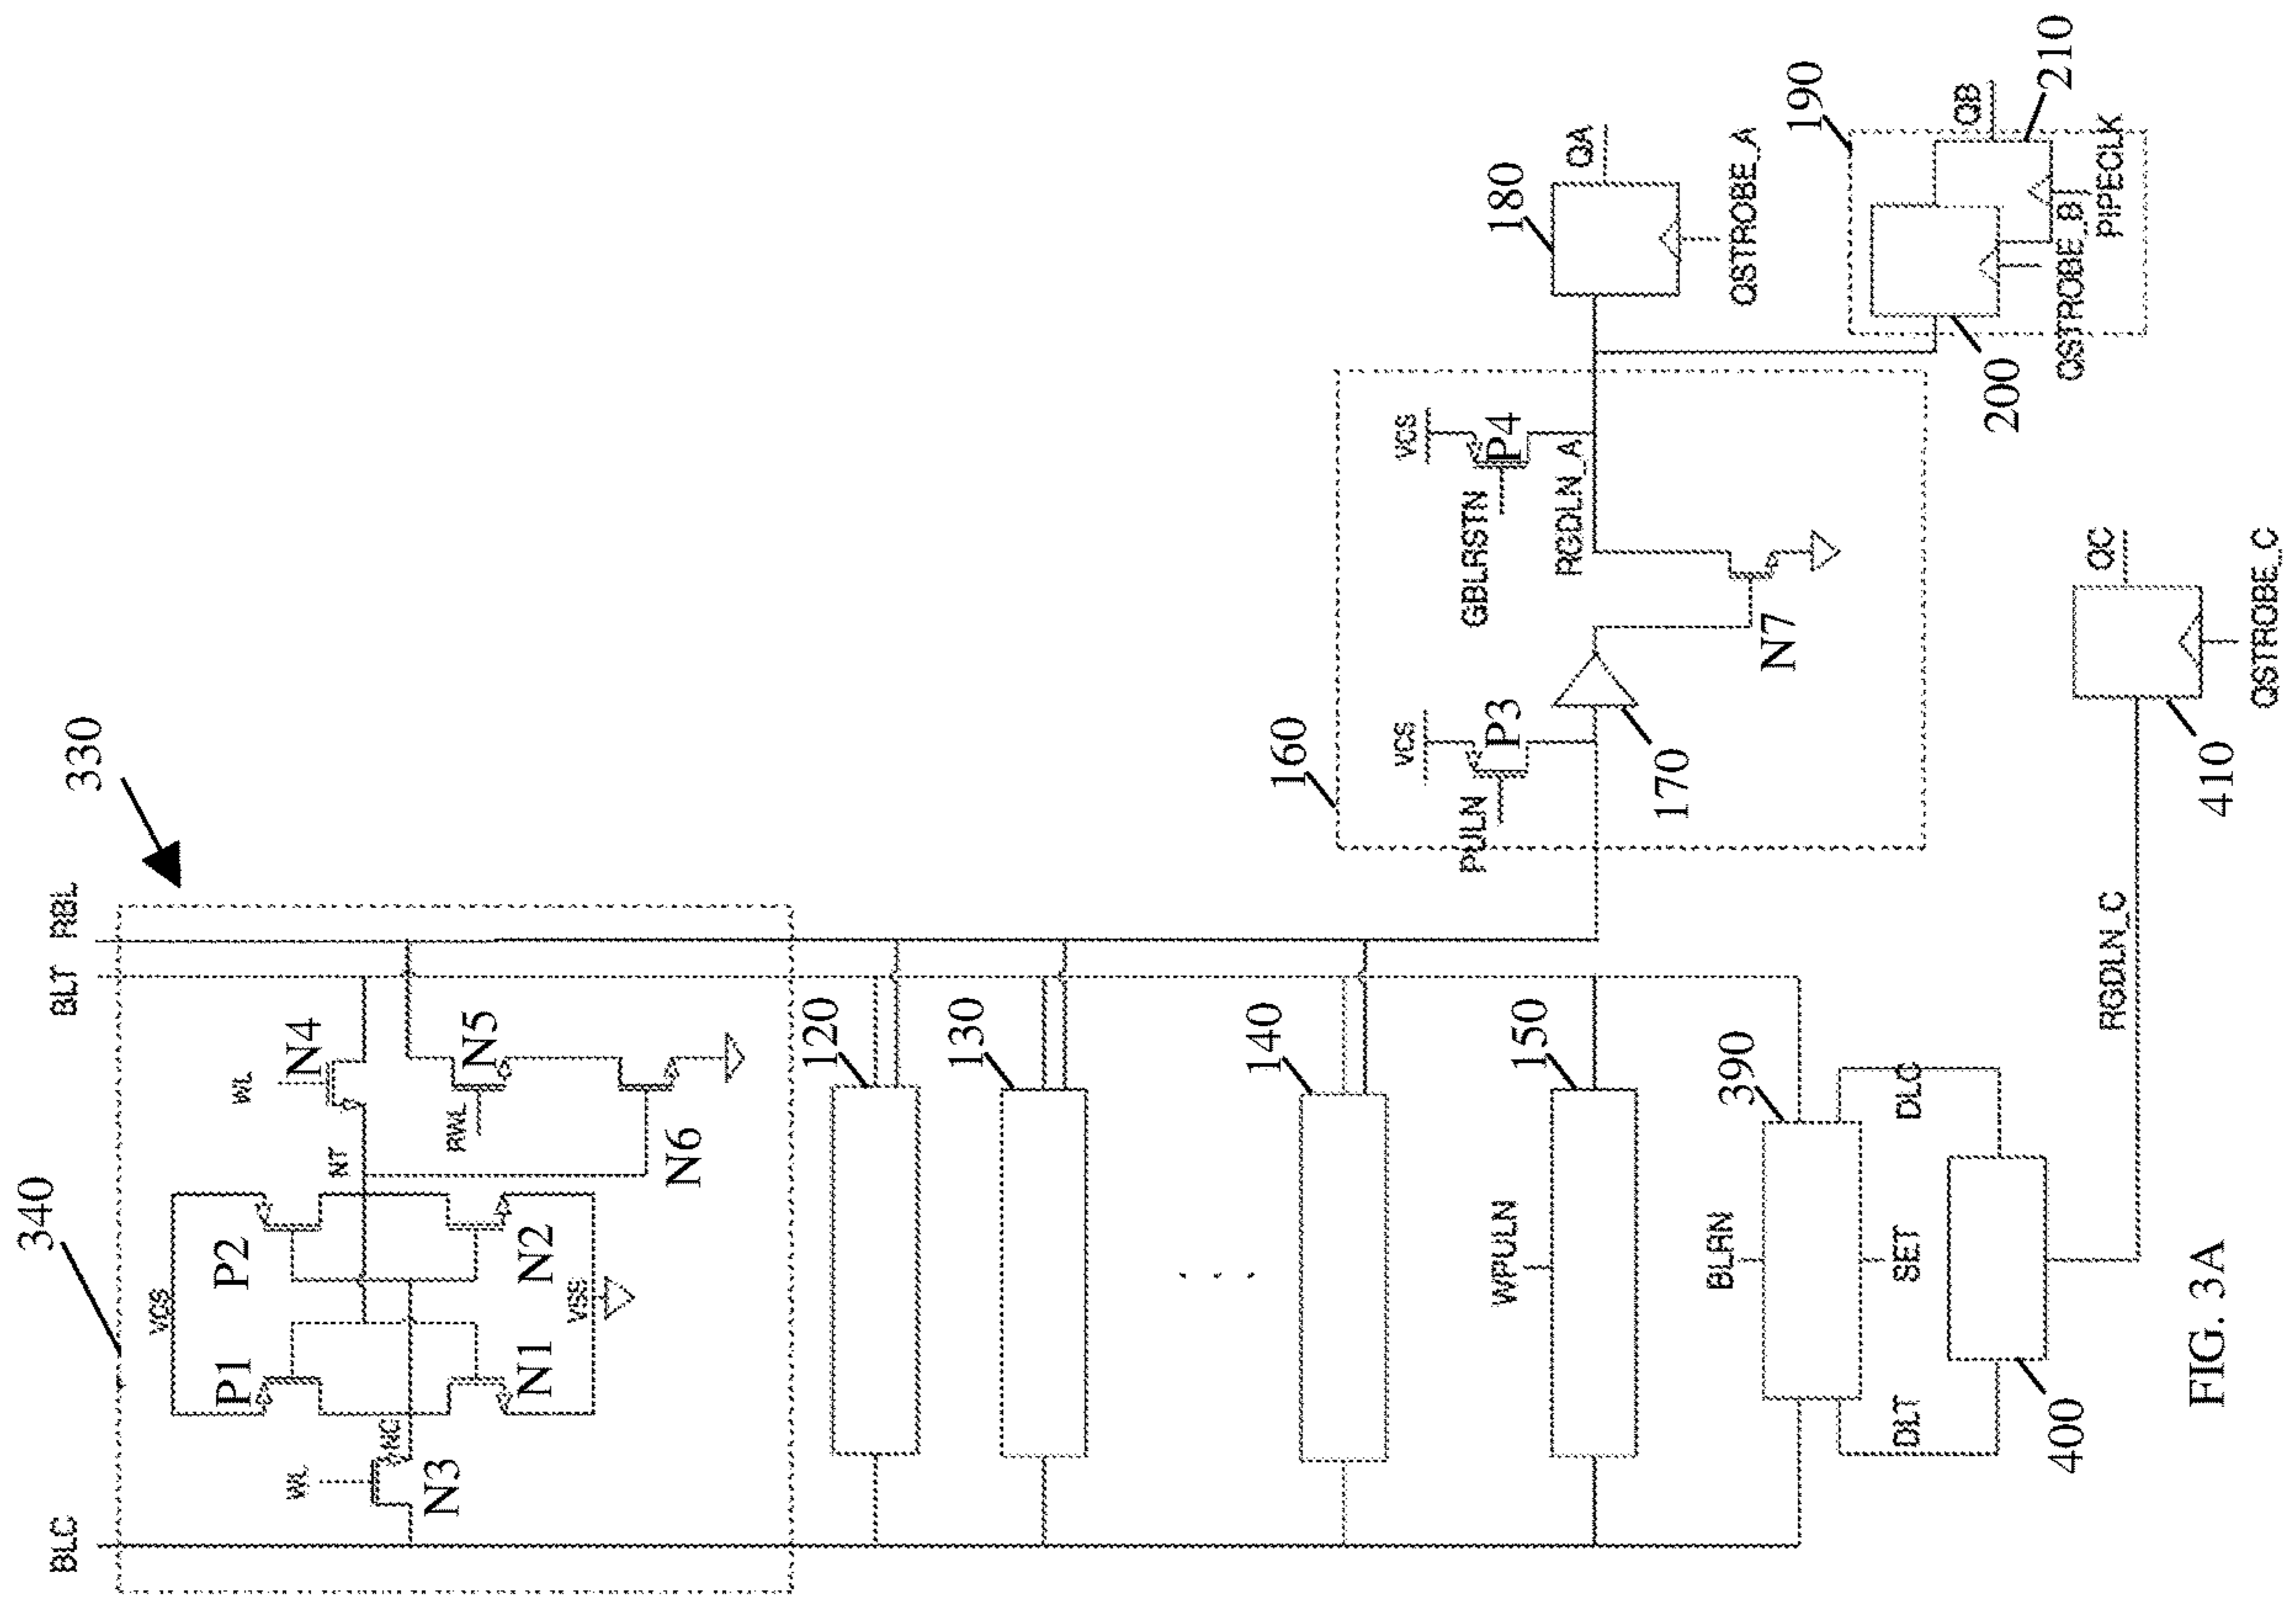 330
340
BLC
BLT
RBL
VCS
P1
P2
WL
NC
N3
N1
N2
VSS
NT
WL
N4
RWL
N5
N6
120
130
140
WPULN
150
BLRN
SET
390
DLT
DLC
400
RGDLN_C
410
QC
QSTROBE_C
160
VCS
PULN
P3
170
VCS
GBLRSTN
P4
RGDLN_A
N7
180
QA
QSTROBE_A
190
QB
210
200
QSTROBE_B
PIPECLK
FIG. 3A